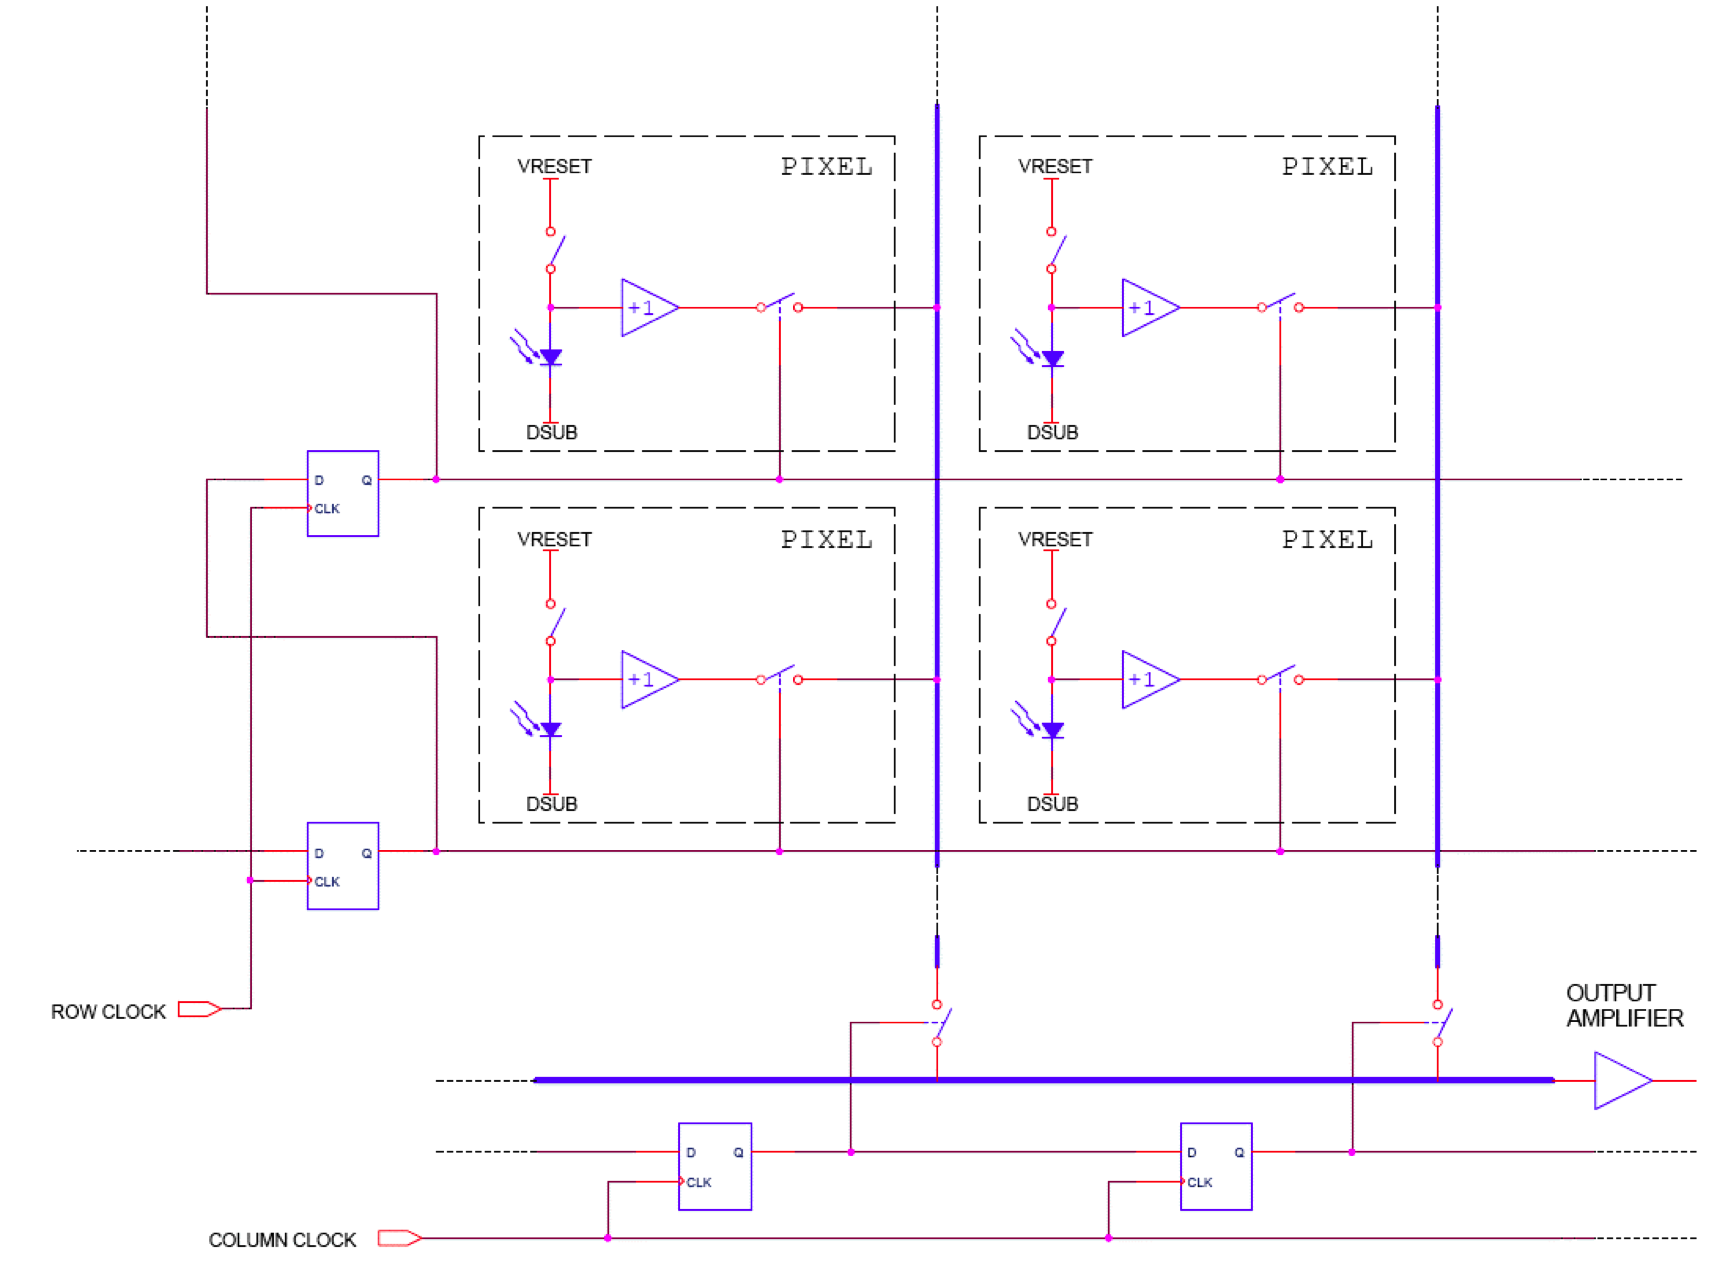 VRESET
PIXEL
VRESET
PIXEL
+1
+1
DSUB
DSUB
D Q
CLK
VRESET
PIXEL
VRESET
PIXEL
+1
+1
DSUB
DSUB
D Q
CLK
ROW CLOCK
OUTPUT
AMPLIFIER
D Q
CLK
D Q
CLK
COLUMN CLOCK